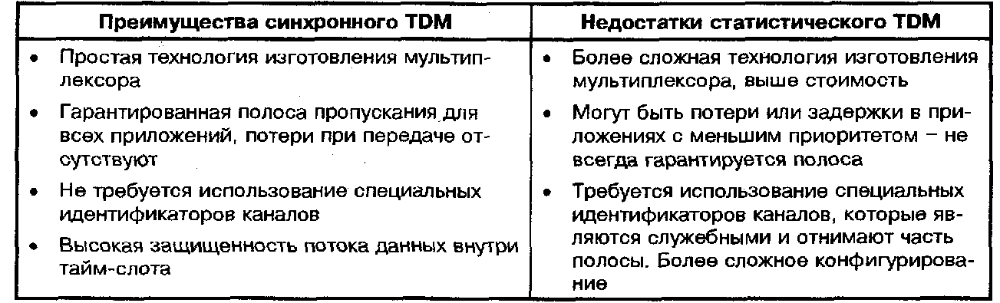 Преимущества синхронного TDM
Недостатки статистического TDM
• Простая технология изготовления мультип-
лексора
• Гарантированная полоса пропускания для
всех приложений, потери при передаче от-
сутствуют
• Не требуется использование специальных
идентификаторов каналов
• Высокая защищенность потока данных внутри
тайм-слота
• Более сложная технология изготовления
мультиплексора, выше стоимость
• Могут быть потери или задержки в при-
ложениях с меньшим приоритетом – не
всегда гарантируется полоса
• Требуется использование специальных
идентификаторов каналов, которые яв-
ляются служебными и отнимают часть
полосы. Более сложное конфигурирова-
ние